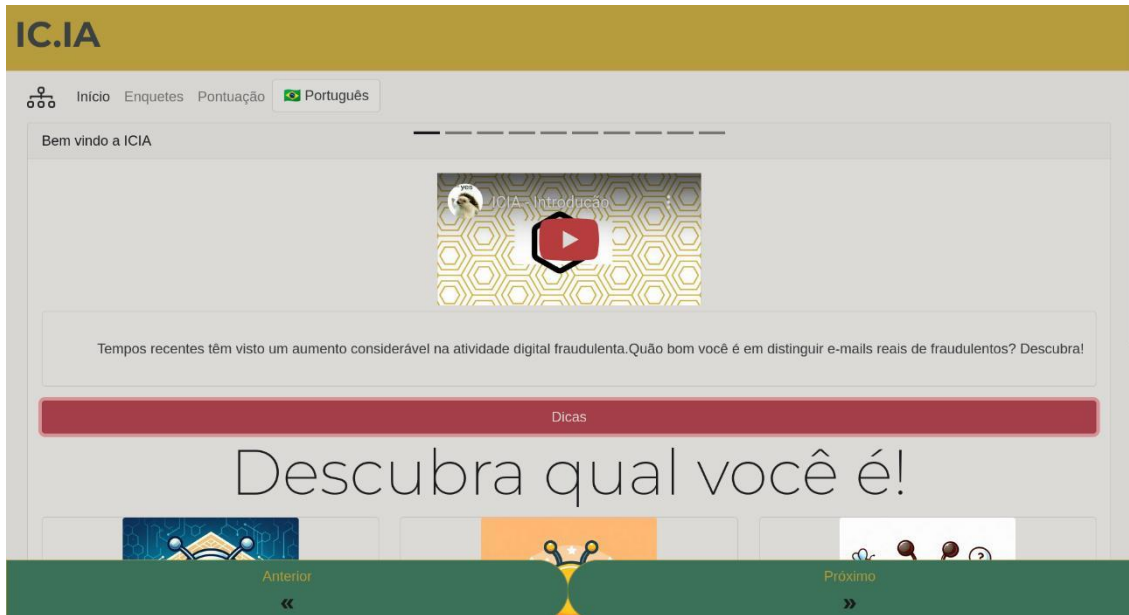 IC.IA
Início Enquetes Pontuação Português
Bem vindo a ICIA
yes ICIA - Introdução
Tempos recentes têm visto um aumento considerável na atividade digital fraudulenta.Quão bom você é em distinguir e-mails reais de fraudulentos? Descubra!
Dicas
Descubra qual você é!
?
Anterior Próximo
« »